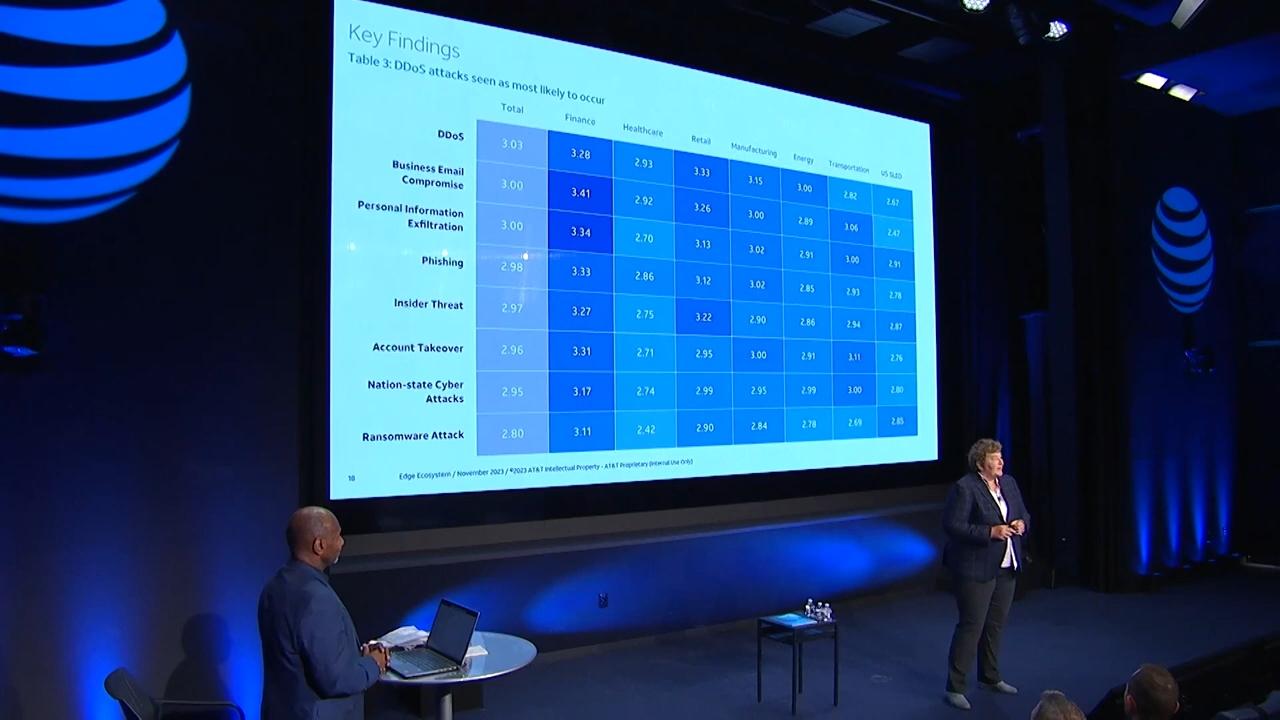 Key Findings
Table 3: DDoS attacks seen as most likely to occur
Total Finance Healthcare Retail Manufacturing Energy Transportation US SLED
DDoS 3.03 3.28 2.93 3.33 3.15 3.00 2.82 2.67
Business Email
Compromise 3.00 3.41 2.92 3.26 3.00 2.89 3.06 2.47
Personal Information
Exfiltration 3.00 3.34 2.70 3.13 3.02 2.91 3.00 2.91
Phishing 2.98 3.33 2.86 3.12 3.02 2.85 2.93 2.78
Insider Threat 2.97 3.27 2.75 3.22 2.90 2.86 2.94 2.87
Account Takeover 2.96 3.31 2.71 2.95 3.00 2.91 3.11 2.76
Nation-state Cyber
Attacks 2.95 3.17 2.74 2.99 2.95 2.99 3.00 2.80
Ransomware Attack 2.80 3.11 2.42 2.90 2.84 2.78 2.69 2.85
18 Edge Ecosystem / November 2023 / ©2023 AT&T Intellectual Property - AT&T Proprietary (Internal Use Only)